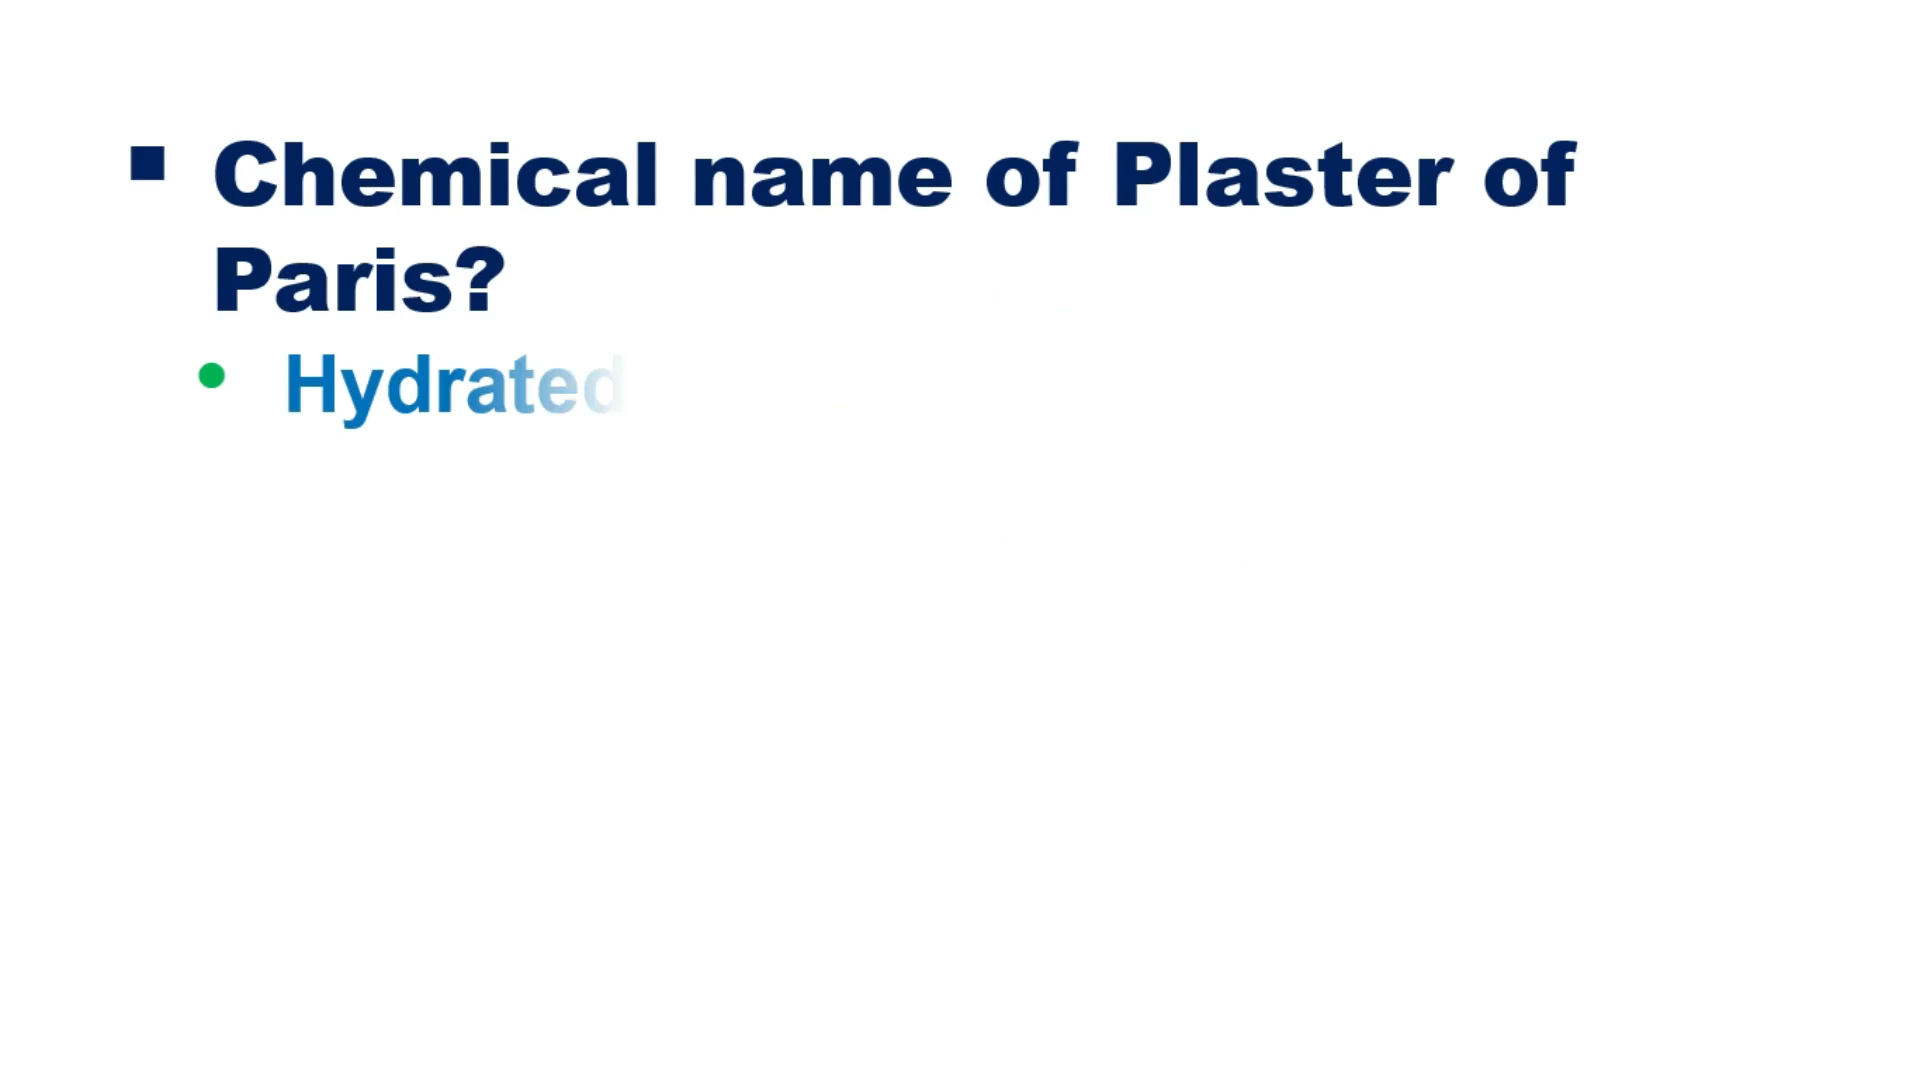 ▪ Chemical name of Plaster of
Paris?
• Hydrated